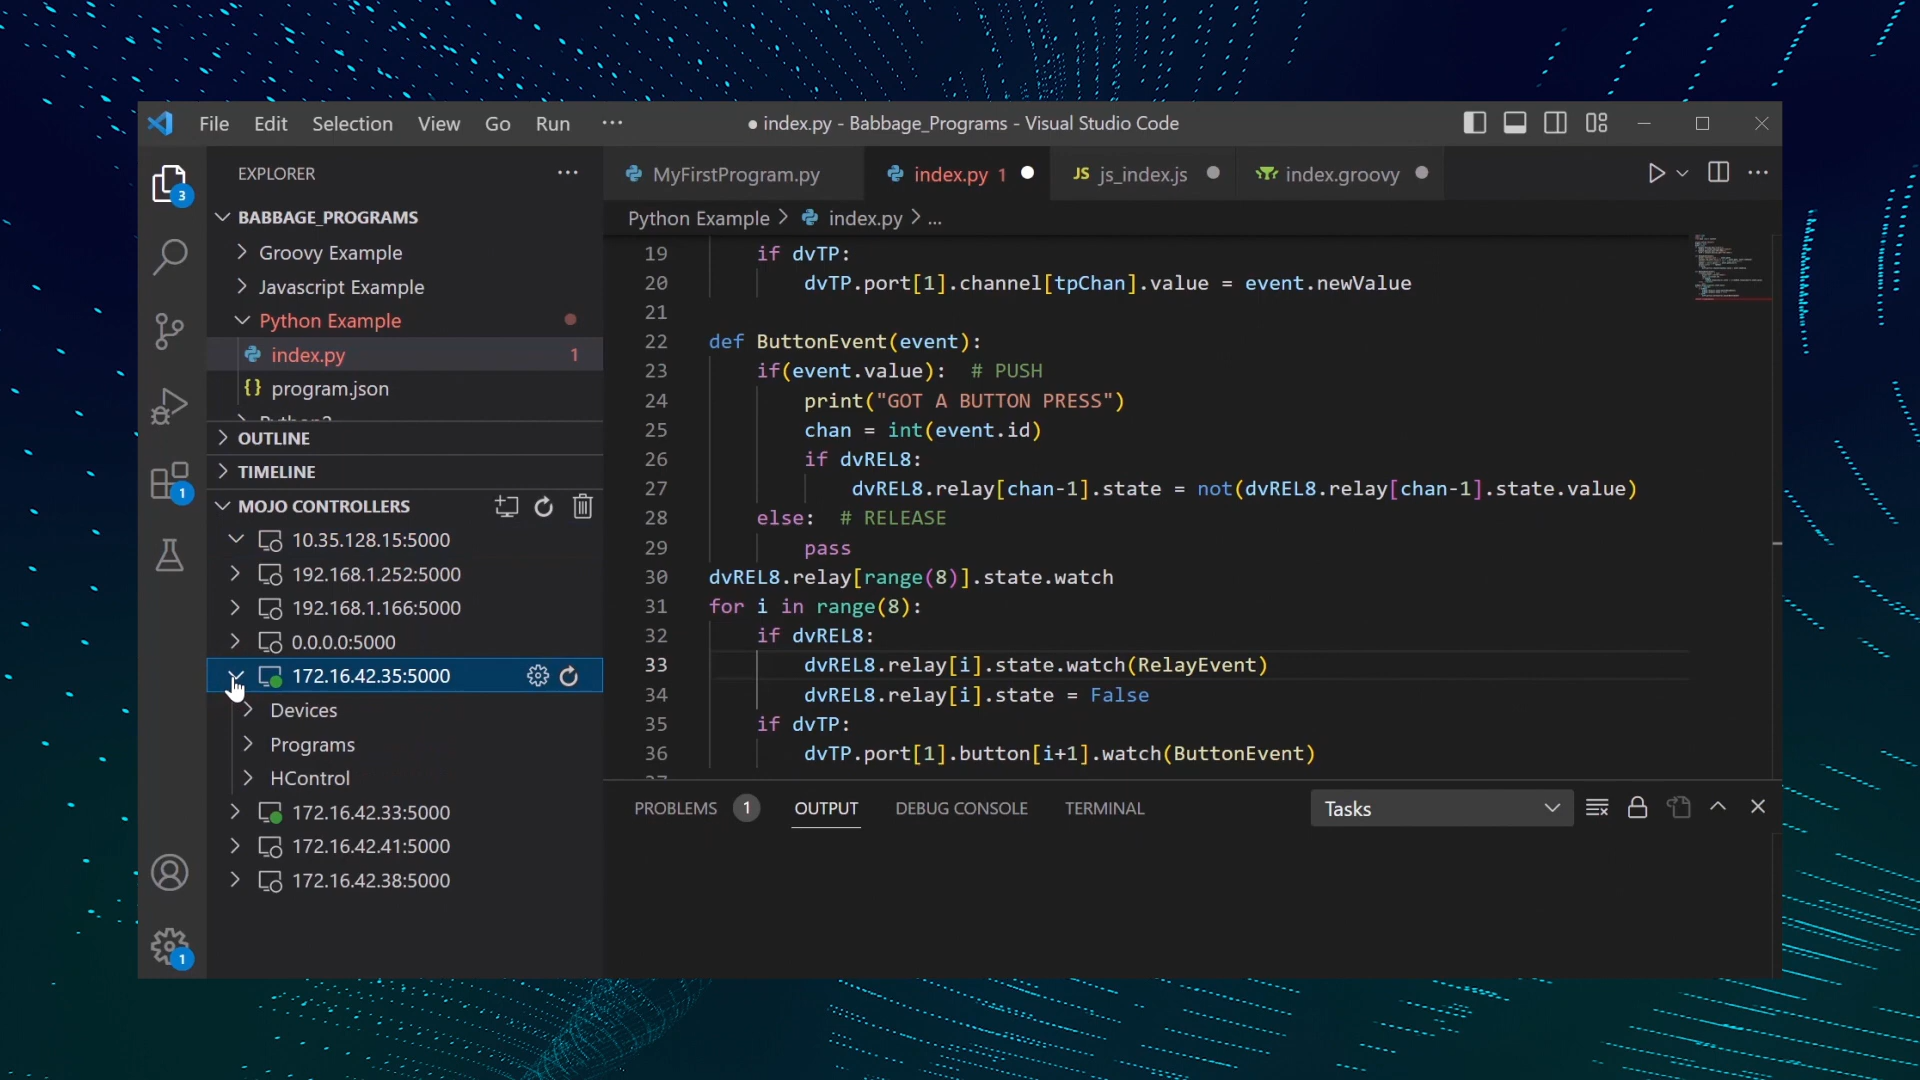 File Edit Selection View Go Run ···
● index.py - Babbage_Programs - Visual Studio Code
EXPLORER ···
3
BABBAGE_PROGRAMS
Groovy Example
Javascript Example
Python Example
index.py 1
program.json
OUTLINE
TIMELINE
1
MOJO CONTROLLERS
10.35.128.15:5000
192.168.1.252:5000
192.168.1.166:5000
0.0.0.0:5000
172.16.42.35:5000
Devices
Programs
HControl
172.16.42.33:5000
172.16.42.41:5000
172.16.42.38:5000
1
MyFirstProgram.py
index.py 1
JS js_index.js
index.groovy
Python Example > index.py > ...
19 if dvTP:
20 dvTP.port[1].channel[tpChan].value = event.newValue
21
22 def ButtonEvent(event):
23 if(event.value): # PUSH
24 print("GOT A BUTTON PRESS")
25 chan = int(event.id)
26 if dvREL8:
27 dvREL8.relay[chan-1].state = not(dvREL8.relay[chan-1].state.value)
28 else: # RELEASE
29 pass
30 dvREL8.relay[range(8)].state.watch
31 for i in range(8):
32 if dvREL8:
33 dvREL8.relay[i].state.watch(RelayEvent)
34 dvREL8.relay[i].state = False
35 if dvTP:
36 dvTP.port[1].button[i+1].watch(ButtonEvent)
PROBLEMS 1 OUTPUT DEBUG CONSOLE TERMINAL
Tasks